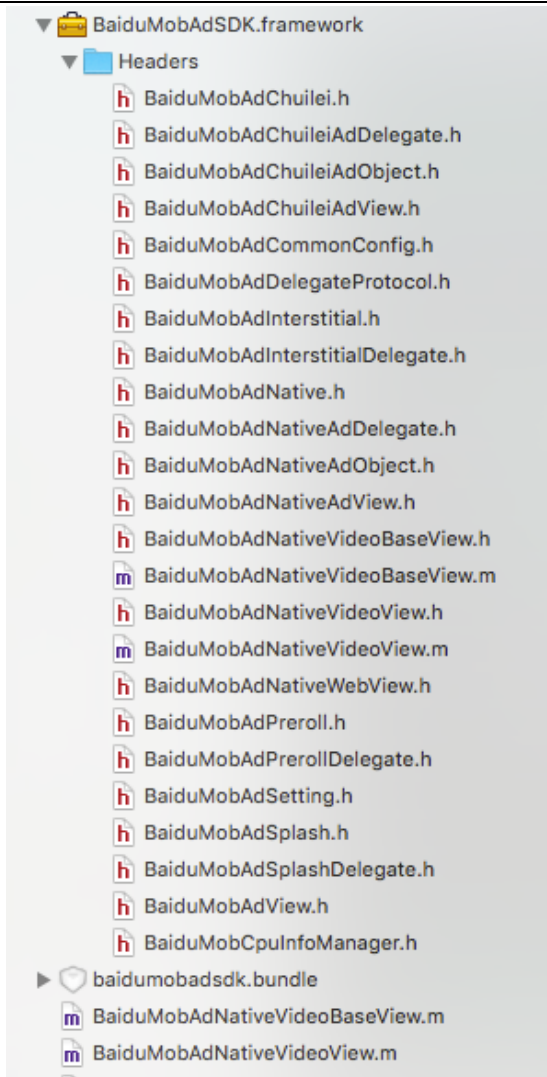 BaiduMobAdSDK.framework
Headers
h BaiduMobAdChuilei.h
h BaiduMobAdChuileiAdDelegate.h
h BaiduMobAdChuileiAdObject.h
h BaiduMobAdChuileiAdView.h
h BaiduMobAdCommonConfig.h
h BaiduMobAdDelegateProtocol.h
h BaiduMobAdInterstitial.h
h BaiduMobAdInterstitialDelegate.h
h BaiduMobAdNative.h
h BaiduMobAdNativeAdDelegate.h
h BaiduMobAdNativeAdObject.h
h BaiduMobAdNativeAdView.h
h BaiduMobAdNativeVideoBaseView.h
m BaiduMobAdNativeVideoBaseView.m
h BaiduMobAdNativeVideoView.h
m BaiduMobAdNativeVideoView.m
h BaiduMobAdNativeWebView.h
h BaiduMobAdPreroll.h
h BaiduMobAdPrerollDelegate.h
h BaiduMobAdSetting.h
h BaiduMobAdSplash.h
h BaiduMobAdSplashDelegate.h
h BaiduMobAdView.h
h BaiduMobCpuInfoManager.h
baidumobadsdk.bundle
m BaiduMobAdNativeVideoBaseView.m
m BaiduMobAdNativeVideoView.m